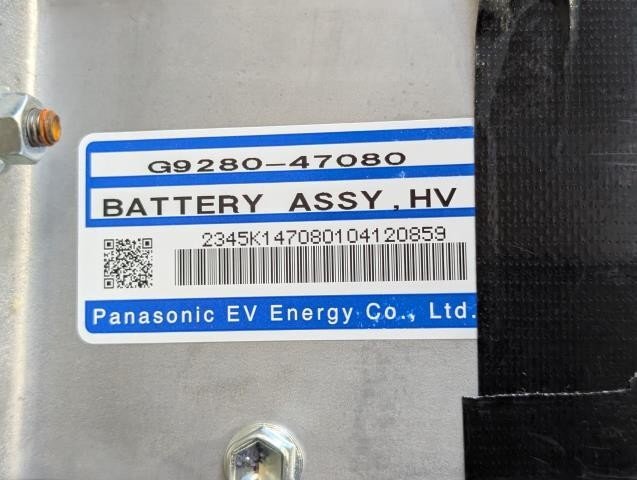 G9280-47080
BATTERY ASSY,HV
2345K147080104120859
Panasonic EV Energy Co., Ltd.